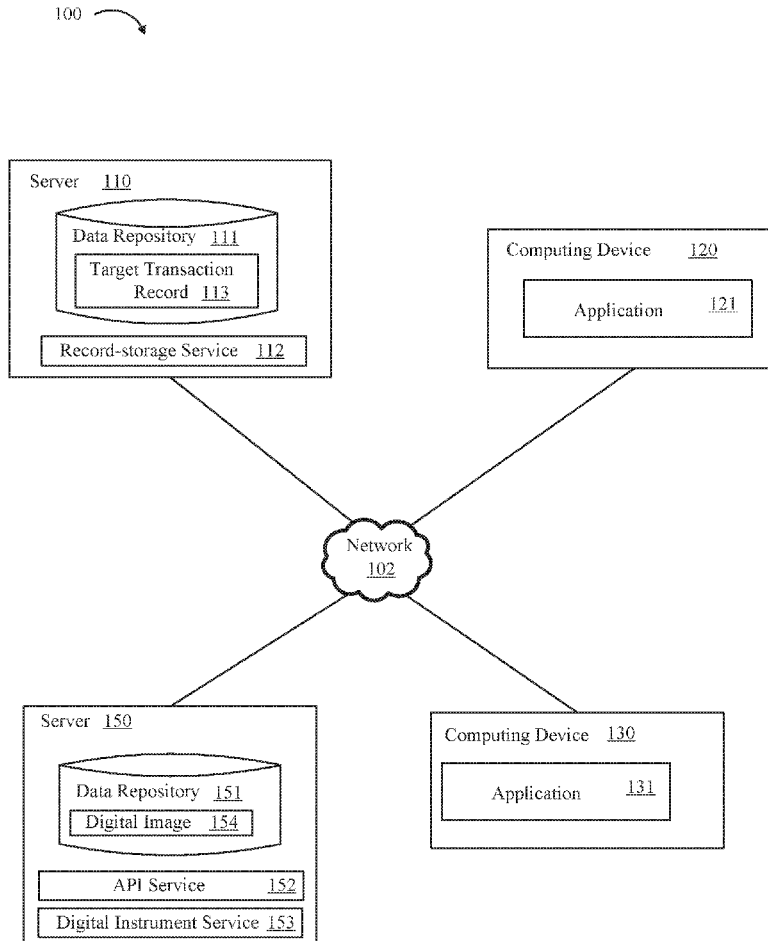 100
Server 110
Data Repository 111
Target Transaction
Record 113
Record-storage Service 112
Computing Device 120
Application 121
Network
102
Server 150
Data Repository 151
Digital Image 154
API Service 152
Digital Instrument Service 153
Computing Device 130
Application 131